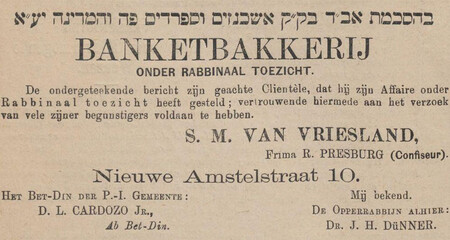 בהסכמת אב״ד בק״ק אשכנזים וספרדים פה והמדינה יע״א
BANKETBAKKERIJ
ONDER RABBINAAL TOEZICHT.
De ondergeteekende bericht zijn geachte Clientèle, dat hij zijn Affaire onder
Rabbinaal toezicht heeft gesteld; vertrouwende hiermede aan het verzoek
van vele zijner begunstigers voldaan te hebben.
S. M. VAN VRIESLAND,
Firma R. PRESBURG (Confiseur).
Nieuwe Amstelstraat 10.
HET BET-DIN DER P.-I. GEMEENTE:
D. L. CARDOZO JR.,
Ab Bet-Din.
Mij bekend.
DE OPPERRABBIJN ALHIER:
DR. J. H. DÜNNER.